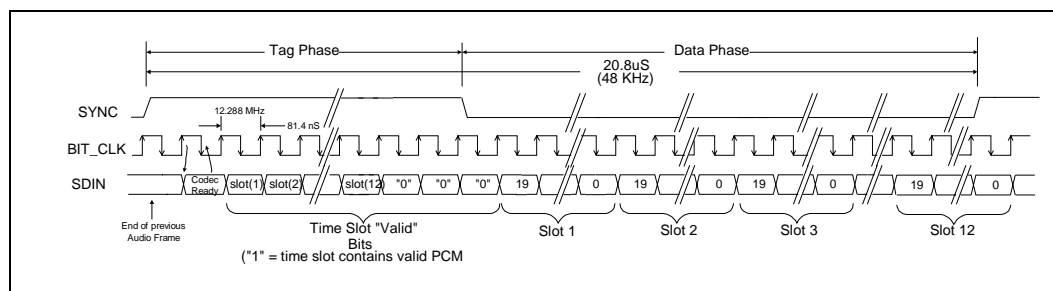 Tag Phase
Data Phase
20.8uS
(48 KHz)
SYNC
12.288 MHz
81.4 nS
BIT_CLK
SDIN
Codec
Ready
slot(1) slot(2) slot(12) "0" "0" "0" 19 0 19 0 19 0 19 0
End of previous
Audio Frame
Time Slot "Valid"
Bits
("1" = time slot contains valid PCM
Slot 1
Slot 2
Slot 3
Slot 12